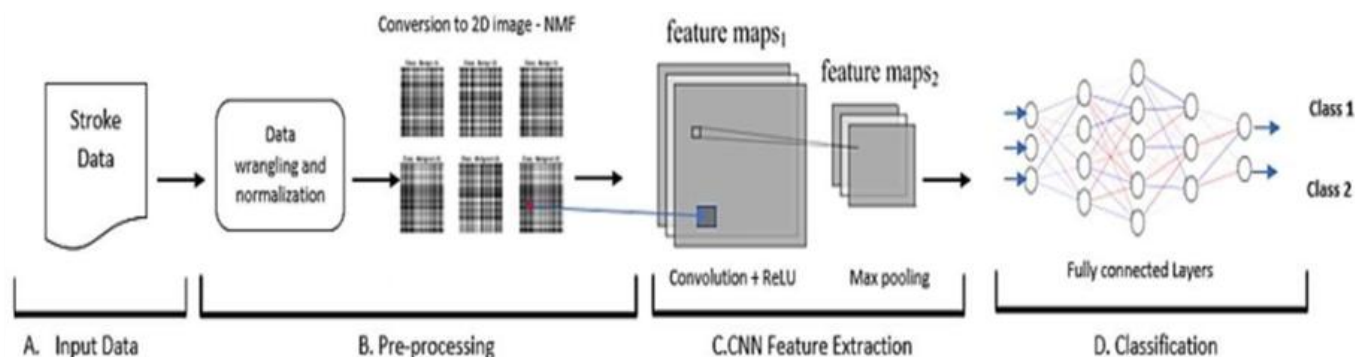 Conversion to 2D image - NMF
feature maps1
feature maps2
Stroke
Data
Data
wrangling and
normalization
Class 1
Class 2
Convolution + ReLU
Max pooling
Fully connected Layers
A. Input Data
B. Pre-processing
C.CNN Feature Extraction
D. Classification